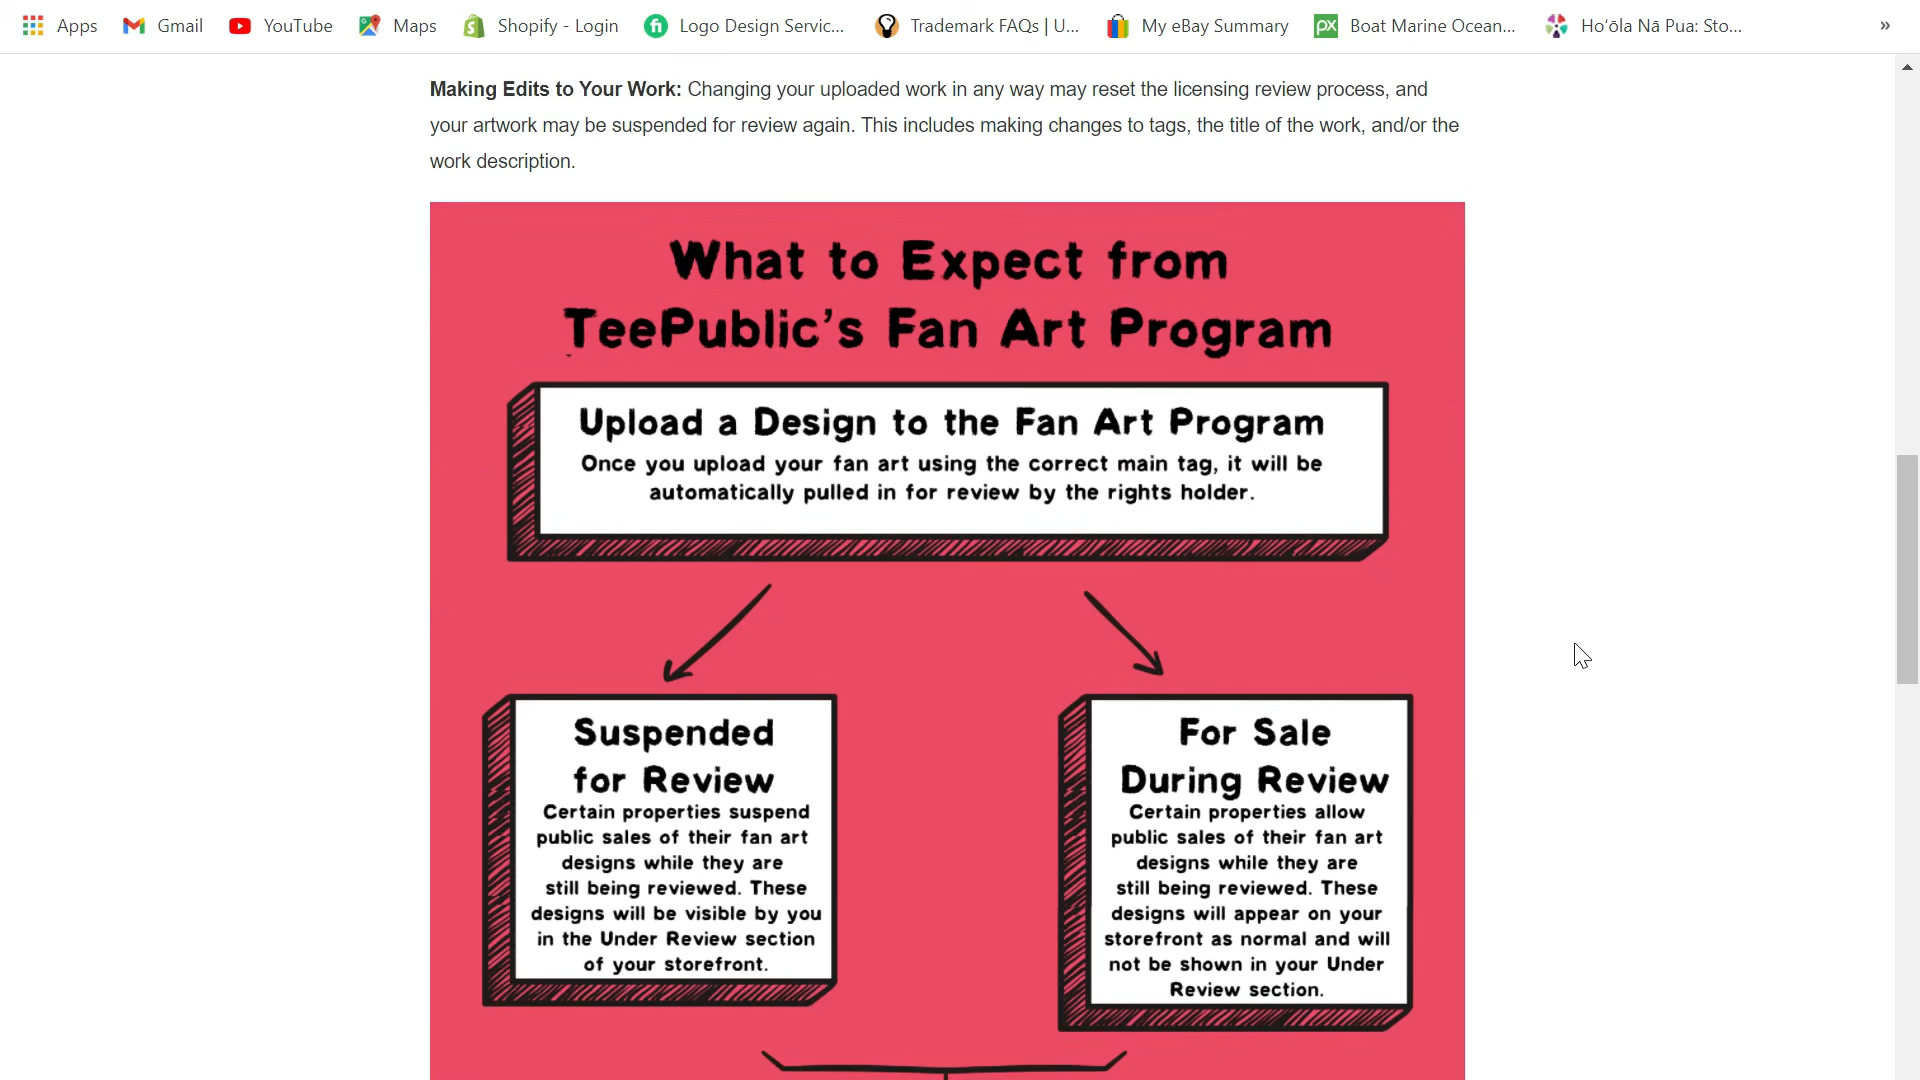 Apps Gmail YouTube Maps Shopify - Login Logo Design Servic... Trademark FAQs | U... My eBay Summary Boat Marine Ocean... Hoʻōla Nā Pua: Sto... »
Making Edits to Your Work: Changing your uploaded work in any way may reset the licensing review process, and
your artwork may be suspended for review again. This includes making changes to tags, the title of the work, and/or the
work description.
What to Expect from
TeePublic's Fan Art Program
Upload a Design to the Fan Art Program
Once you upload your fan art using the correct main tag, it will be
automatically pulled in for review by the rights holder.
Suspended
for Review
Certain properties suspend
public sales of their fan art
designs while they are
still being reviewed. These
designs will be visible by you
in the Under Review section
of your storefront.
For Sale
During Review
Certain properties allow
public sales of their fan art
designs while they are
still being reviewed. These
designs will appear on your
storefront as normal and will
not be shown in your Under
Review section.